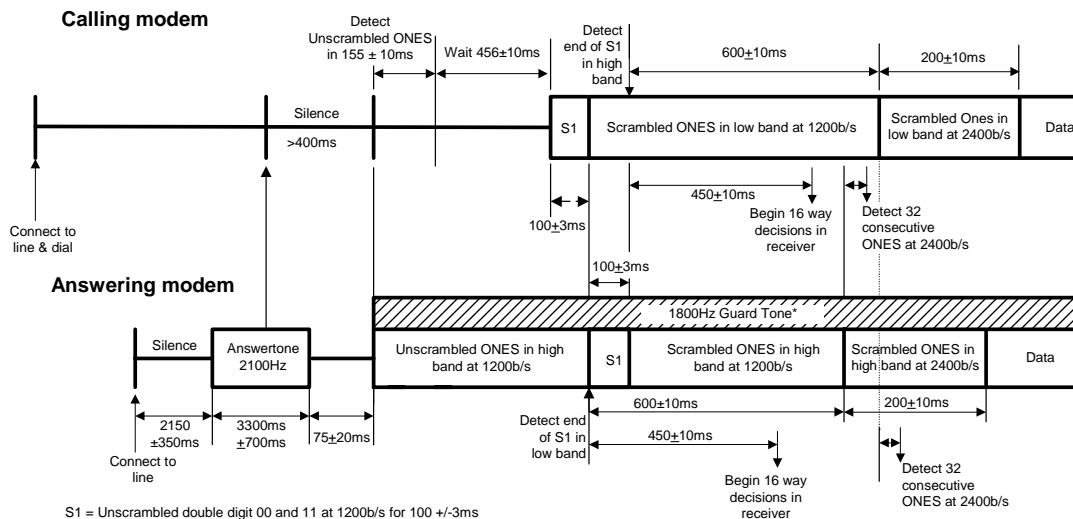 Calling modem
Detect
Unscrambled ONES
in 155 ± 10ms
Wait 456±10ms
Detect
end of S1
in high
band
600±10ms
200±10ms
Silence
>400ms
S1
Scrambled ONES in low band at 1200b/s
Scrambled Ones in
low band at 2400b/s
Data
450±10ms
100±3ms
Begin 16 way
decisions in
receiver
Detect 32
consecutive
ONES at 2400b/s
Connect to
line & dial
Answering modem
100±3ms
1800Hz Guard Tone*
Silence
Answertone
2100Hz
Unscrambled ONES in high
band at 1200b/s
S1
Scrambled ONES in high
band at 1200b/s
Scrambled ONES in
high band at 2400b/s
Data
2150
±350ms
3300ms
±700ms
75±20ms
Detect end
of S1 in
low band
600±10ms
200±10ms
450±10ms
Connect to
line
Begin 16 way
decisions in
receiver
Detect 32
consecutive
ONES at 2400b/s
S1 = Unscrambled double digit 00 and 11 at 1200b/s for 100 +/-3ms